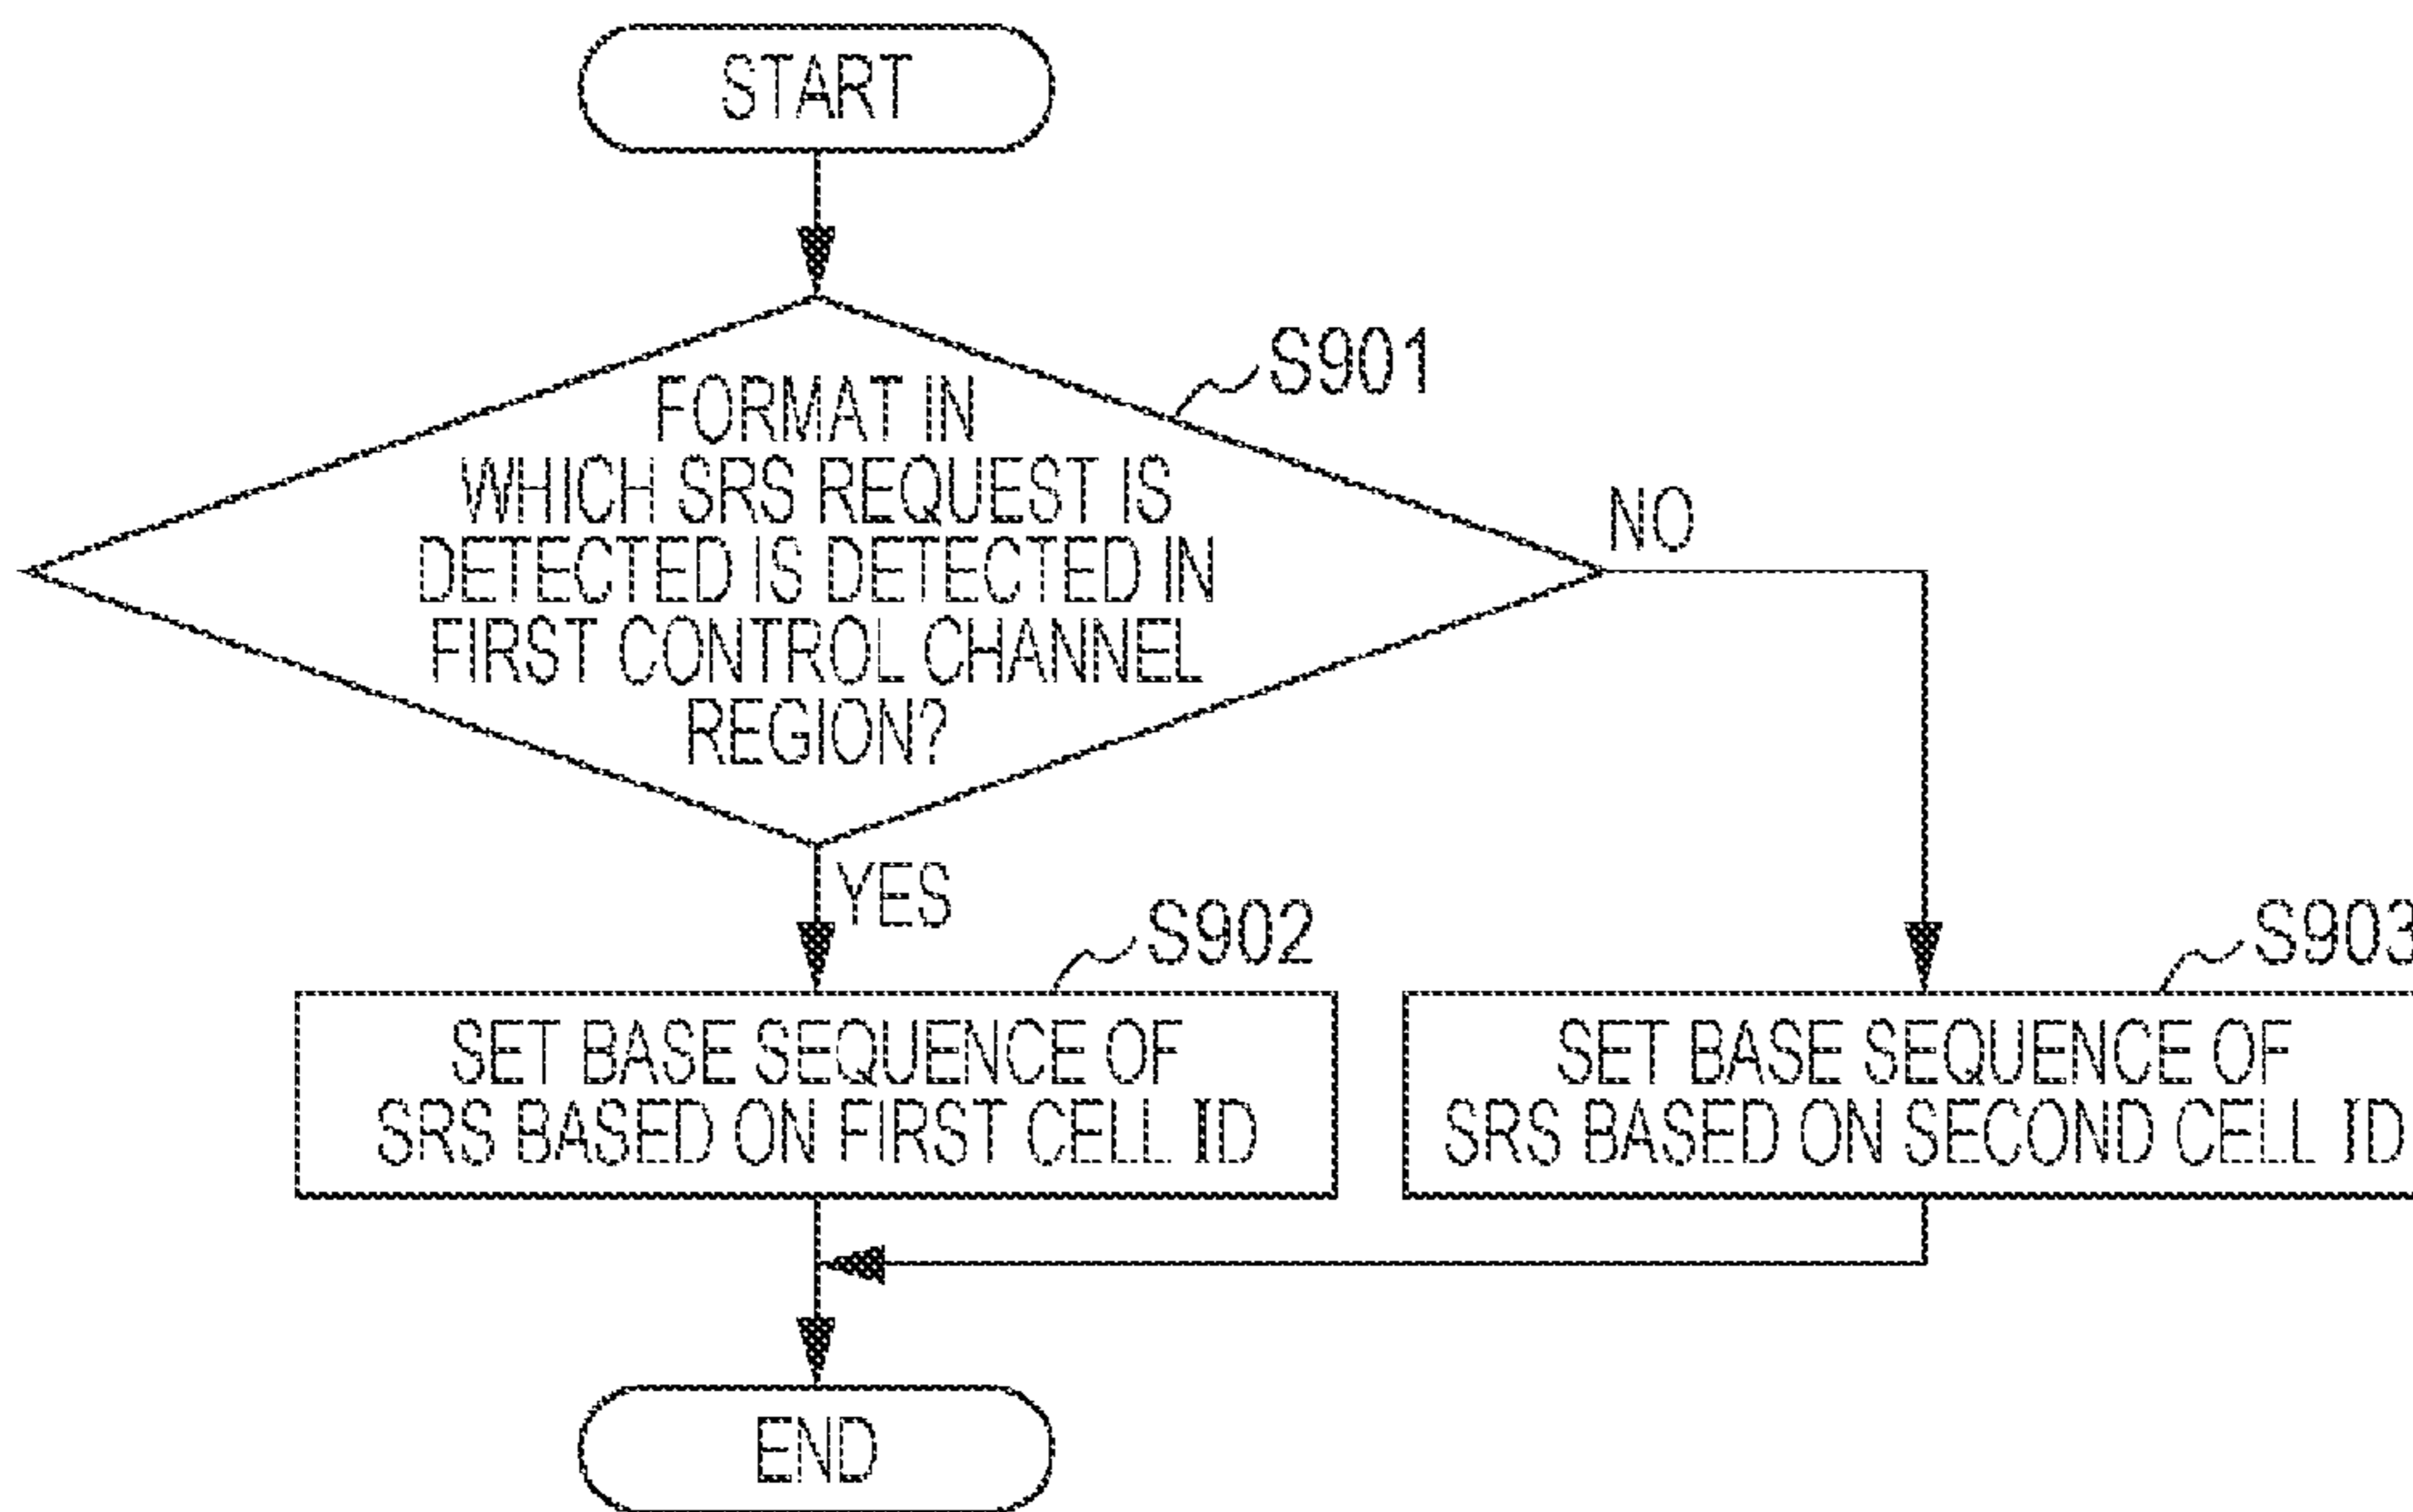 START
S901
FORMAT IN
WHICH SRS REQUEST IS
DETECTED IS DETECTED IN
FIRST CONTROL CHANNEL
REGION?
NO
YES
S902
SET BASE SEQUENCE OF
SRS BASED ON FIRST CELL ID
S903
SET BASE SEQUENCE OF
SRS BASED ON SECOND CELL ID
END